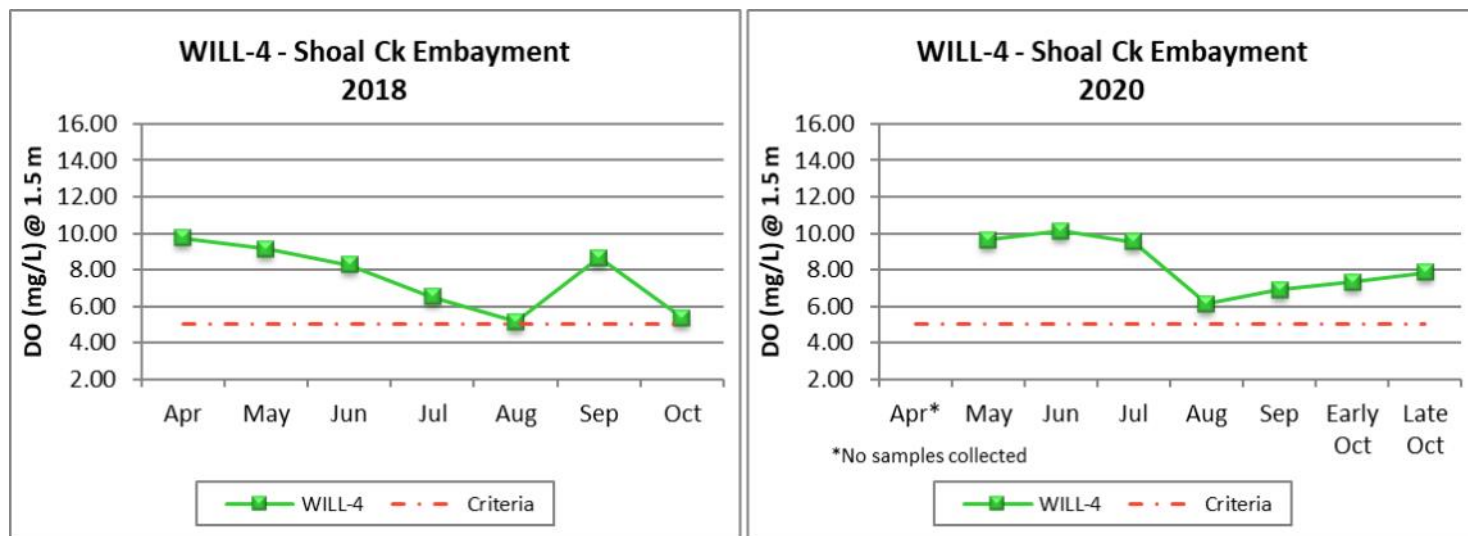 WILL-4 - Shoal Ck Embayment
2018
DO (mg/L) @ 1.5 m
16.00
14.00
12.00
10.00
8.00
6.00
4.00
2.00
Apr May Jun Jul Aug Sep Oct
WILL-4 Criteria
WILL-4 - Shoal Ck Embayment
2020
DO (mg/L) @ 1.5 m
16.00
14.00
12.00
10.00
8.00
6.00
4.00
2.00
Apr* May Jun Jul Aug Sep Early Late
Oct Oct
*No samples collected
WILL-4 Criteria